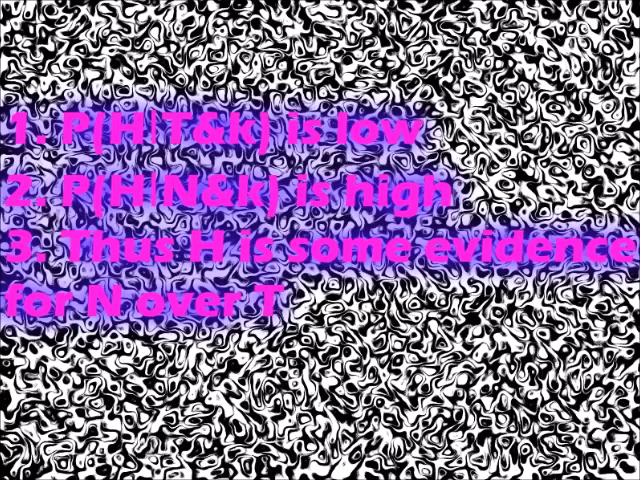 1. P(H|T&k) is low
2. P(H|N&k) is high
3. Thus H is some evidence
for N over T